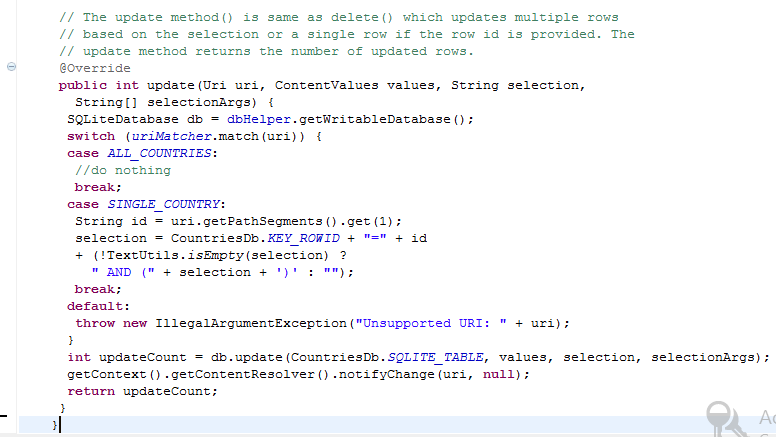 // The update method() is same as delete() which updates multiple rows
// based on the selection or a single row if the row id is provided. The
// update method returns the number of updated rows.
@Override
public int update(Uri uri, ContentValues values, String selection,
String[] selectionArgs) {
SQLiteDatabase db = dbHelper.getWritableDatabase();
switch (uriMatcher.match(uri)) {
case ALL_COUNTRIES:
//do nothing
break;
case SINGLE_COUNTRY:
String id = uri.getPathSegments().get(1);
selection = CountriesDb.KEY_ROWID + "=" + id
+ (!TextUtils.isEmpty(selection) ?
" AND (" + selection + ')' : "");
break;
default:
throw new IllegalArgumentException("Unsupported URI: " + uri);
}
int updateCount = db.update(CountriesDb.SQLITE_TABLE, values, selection, selectionArgs);
getContext().getContentResolver().notifyChange(uri, null);
return updateCount;
}
}